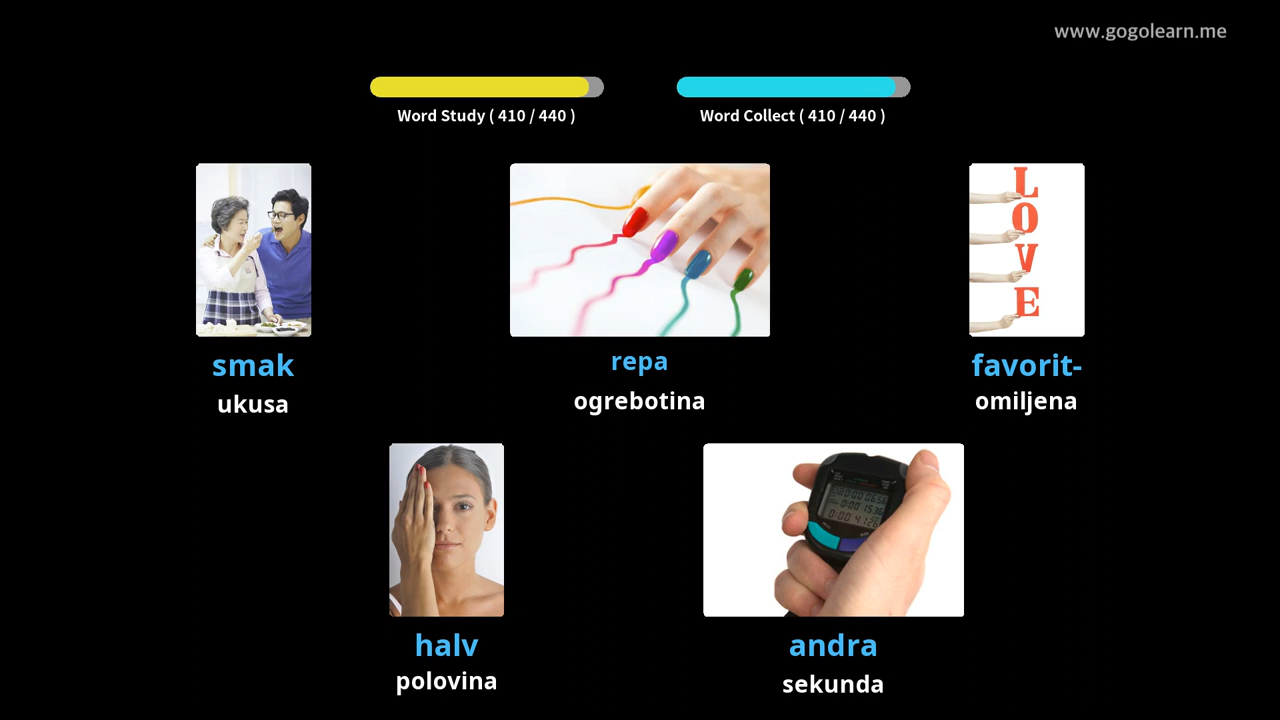 www.gogolearn.me
Word Study ( 410 / 440 )
Word Collect ( 410 / 440 )
L
O
V
E
smak
ukusa
repa
ogrebotina
favorit-
omiljena
halv
polovina
andra
sekunda